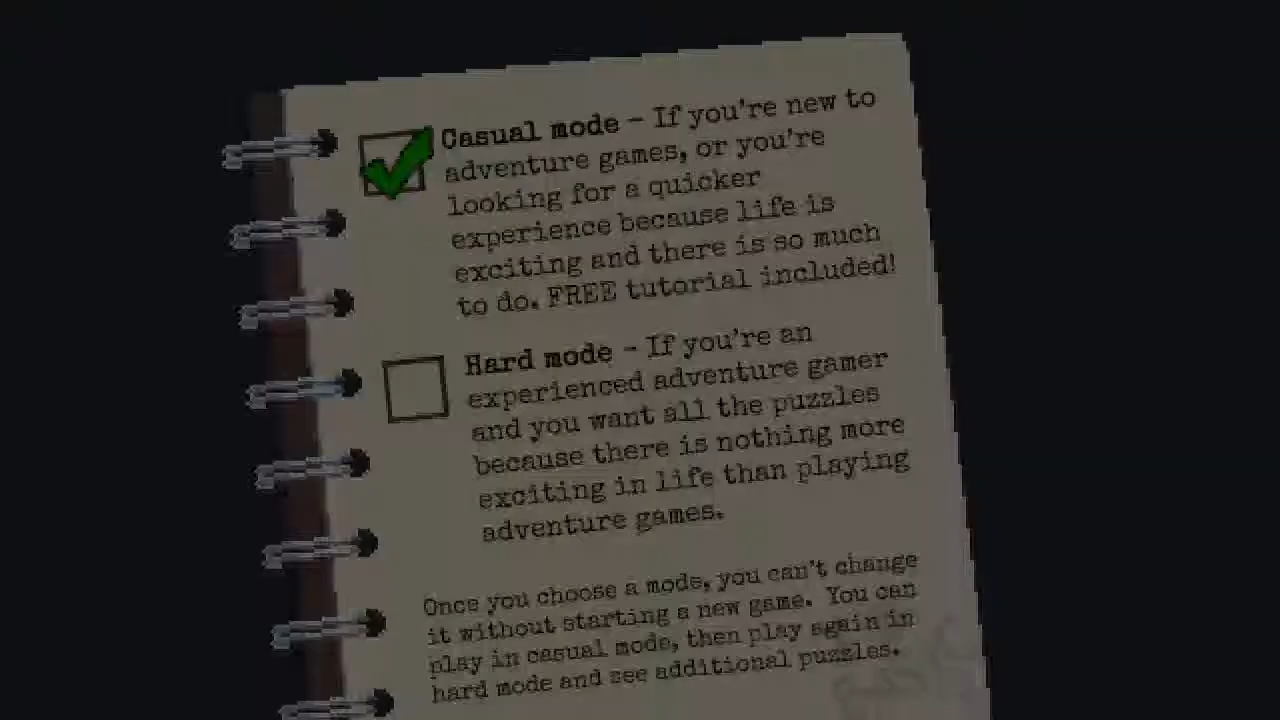 Casual mode - If you're new to
adventure games, or you're
looking for a quicker
experience because life is
exciting and there is so much
to do. FREE tutorial included!
Hard mode - If you're an
experienced adventure gamer
and you want all the puzzles
because there is nothing more
exciting in life than playing
adventure games.
Once you choose a mode, you can't change
it without starting a new game. You can
play in casual mode, then play again in
hard mode and see additional puzzles.